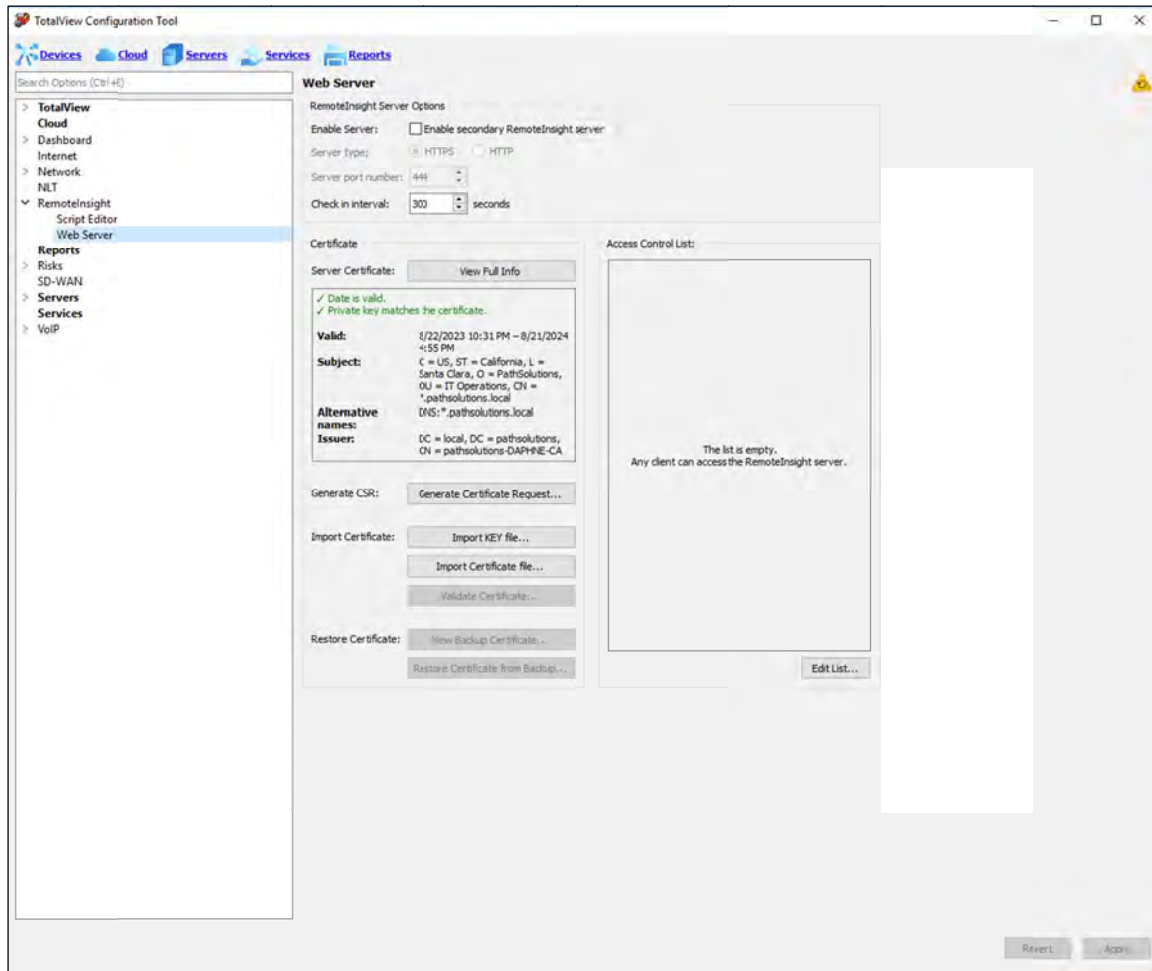 TotalView Configuration Tool
Devices Cloud Servers Services Reports
Search Options (Ctrl+E)
TotalView
Cloud
Dashboard
Internet
Network
NLT
RemoteInsight
Script Editor
Web Server
Reports
Risks
SD-WAN
Servers
Services
VoIP
Web Server
RemoteInsight Server Options
Enable Server: Enable secondary RemoteInsight server
Server type: HTTPS HTTP
Server port number: 444
Check in interval: 300 seconds
Certificate
Server Certificate: View Full Info
✓ Date is valid.
✓ Private key matches the certificate.
Valid: 8/22/2023 10:31 PM – 8/21/2024
4:55 PM
Subject: C = US, ST = California, L =
Santa Clara, O = PathSolutions,
OU = IT Operations, CN =
*.pathsolutions.local
Alternative DNS:*.pathsolutions.local
names:
Issuer: DC = local, DC = pathsolutions,
CN = pathsolutions-DAPHNE-CA
Generate CSR: Generate Certificate Request...
Import Certificate: Import KEY file...
Import Certificate file...
Validate Certificate...
Restore Certificate: View Backup Certificate...
Restore Certificate from Backup...
Access Control List:
The list is empty.
Any client can access the RemoteInsight server.
Edit List...
Revert Apply